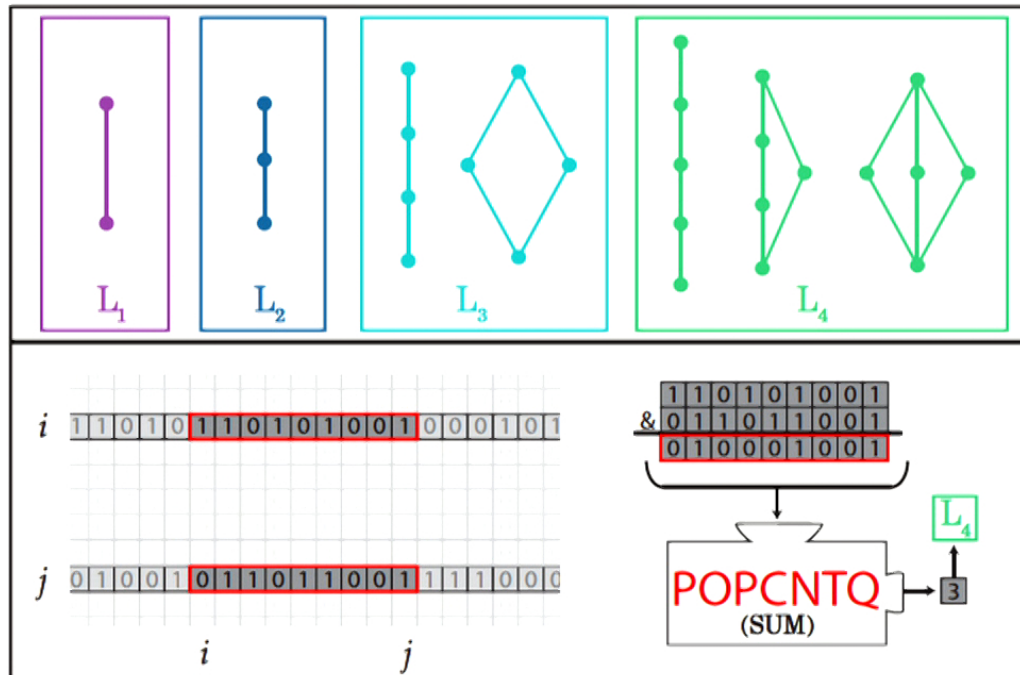 L₁
L₂
L₃
L₄
i 1 1 0 1 0 1 1 0 1 0 1 0 0 1 0 0 0 1 0 1
j 0 1 0 0 1 0 1 1 0 1 1 0 0 1 1 1 1 0 0 0
i j
1 1 0 1 0 1 0 0 1
& 0 1 1 0 1 1 0 0 1
0 1 0 0 0 1 0 0 1
L₄
POPCNTQ
(SUM)
3